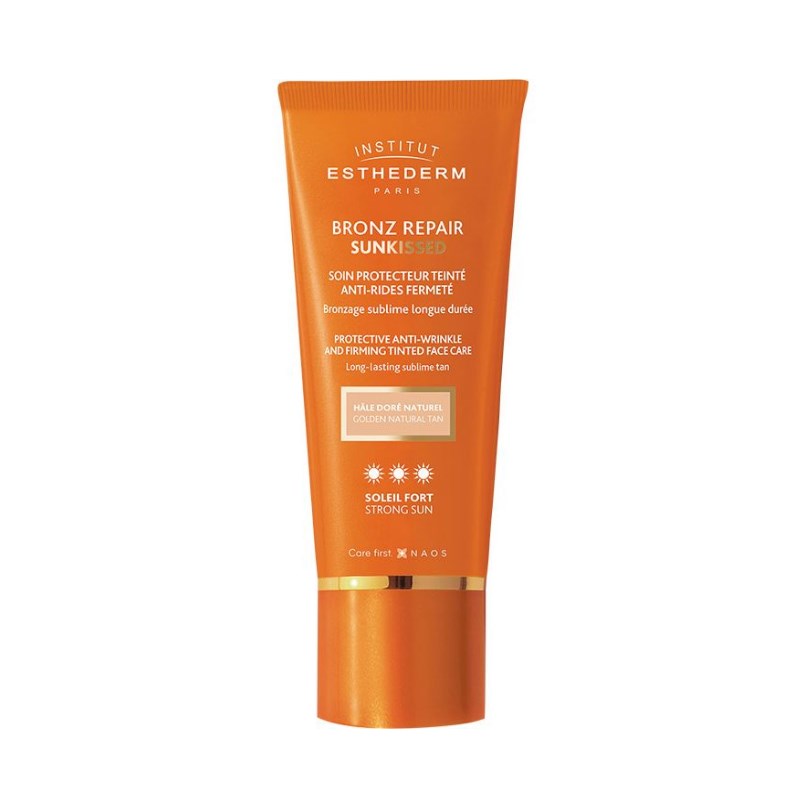 INSTITUT
ESTHEDERM
PARIS
BRONZ REPAIR
SUNKISSED
SOIN PROTECTEUR TEINTÉ
ANTI-RIDES FERMETÉ
Bronzage sublime longue durée
PROTECTIVE ANTI-WRINKLE
AND FIRMING TINTED FACE CARE
Long-lasting sublime tan
HÂLE DORÉ NATUREL
GOLDEN NATURAL TAN
SOLEIL FORT
STRONG SUN
Care first NAOS